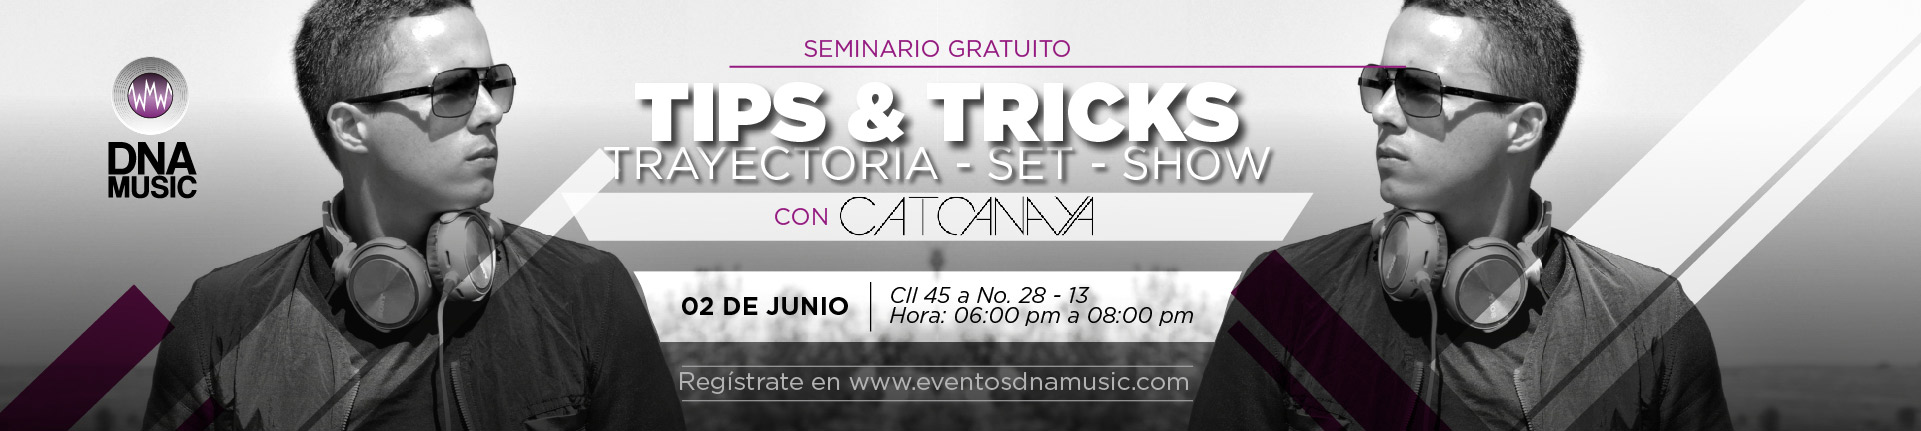 DNA
MUSIC
SEMINARIO GRATUITO
TIPS & TRICKS
TRAYECTORIA - SET - SHOW
CON CATOANAYA
02 DE JUNIO
Cll 45 a No. 28 - 13
Hora: 06:00 pm a 08:00 pm
Regístrate en www.eventosdnamusic.com